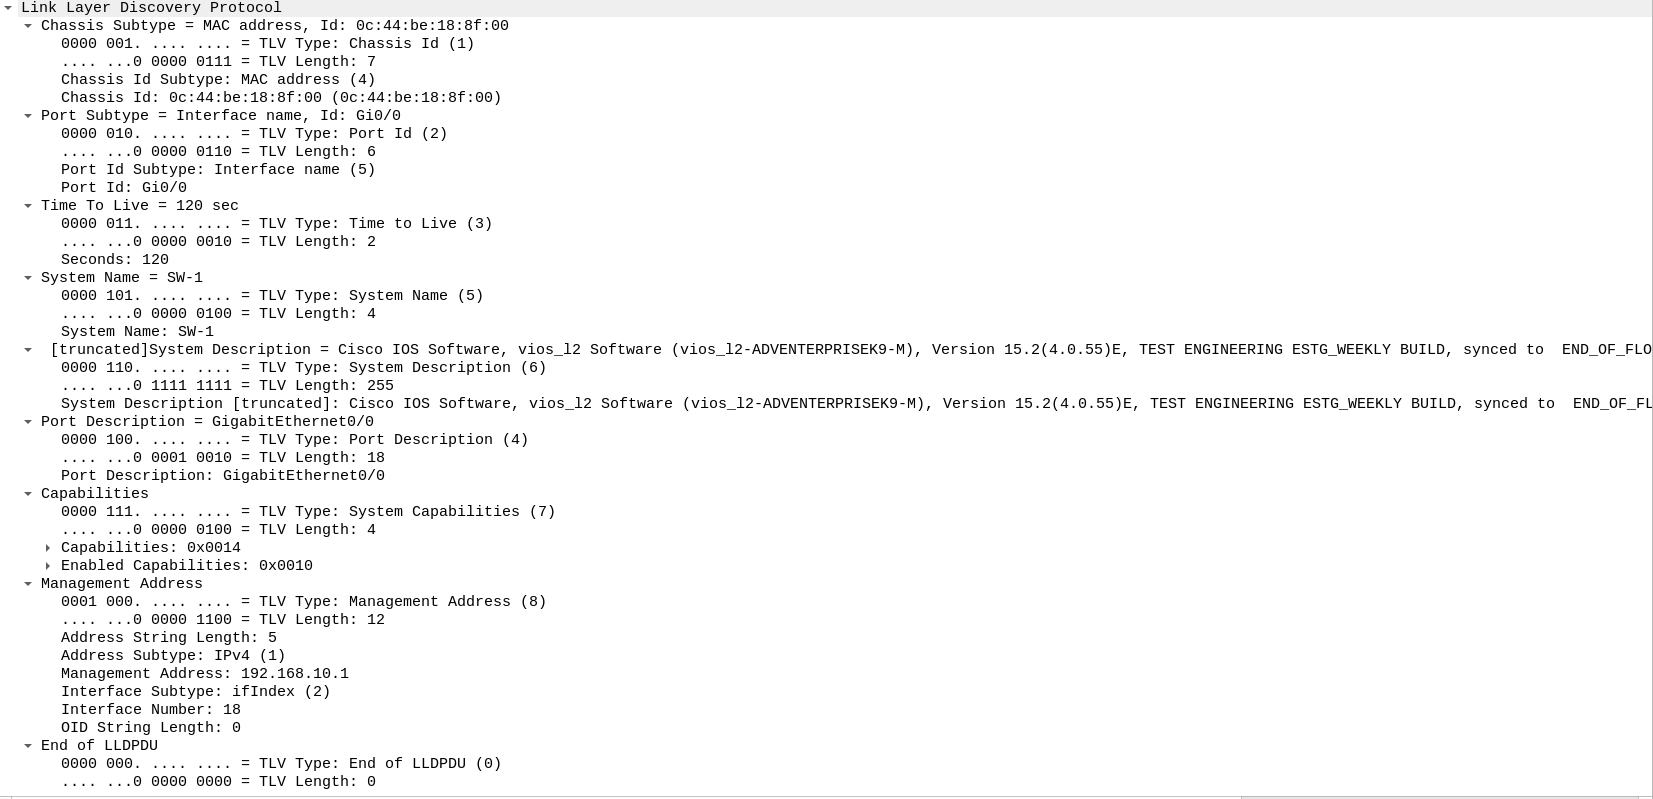 Link Layer Discovery Protocol
Chassis Subtype = MAC address, Id: 0c:44:be:18:8f:00
0000 001. .... .... = TLV Type: Chassis Id (1)
.... ...0 0000 0111 = TLV Length: 7
Chassis Id Subtype: MAC address (4)
Chassis Id: 0c:44:be:18:8f:00 (0c:44:be:18:8f:00)
Port Subtype = Interface name, Id: Gi0/0
0000 010. .... .... = TLV Type: Port Id (2)
.... ...0 0000 0110 = TLV Length: 6
Port Id Subtype: Interface name (5)
Port Id: Gi0/0
Time To Live = 120 sec
0000 011. .... .... = TLV Type: Time to Live (3)
.... ...0 0000 0010 = TLV Length: 2
Seconds: 120
System Name = SW-1
0000 101. .... .... = TLV Type: System Name (5)
.... ...0 0000 0100 = TLV Length: 4
System Name: SW-1
[truncated]System Description = Cisco IOS Software, vios_l2 Software (vios_l2-ADVENTERPRISEK9-M), Version 15.2(4.0.55)E, TEST ENGINEERING ESTG_WEEKLY BUILD, synced to  END_OF_FLO
0000 110. .... .... = TLV Type: System Description (6)
.... ...0 1111 1111 = TLV Length: 255
System Description [truncated]: Cisco IOS Software, vios_l2 Software (vios_l2-ADVENTERPRISEK9-M), Version 15.2(4.0.55)E, TEST ENGINEERING ESTG_WEEKLY BUILD, synced to  END_OF_FL
Port Description = GigabitEthernet0/0
0000 100. .... .... = TLV Type: Port Description (4)
.... ...0 0001 0010 = TLV Length: 18
Port Description: GigabitEthernet0/0
Capabilities
0000 111. .... .... = TLV Type: System Capabilities (7)
.... ...0 0000 0100 = TLV Length: 4
Capabilities: 0x0014
Enabled Capabilities: 0x0010
Management Address
0001 000. .... .... = TLV Type: Management Address (8)
.... ...0 0000 1100 = TLV Length: 12
Address String Length: 5
Address Subtype: IPv4 (1)
Management Address: 192.168.10.1
Interface Subtype: ifIndex (2)
Interface Number: 18
OID String Length: 0
End of LLDPDU
0000 000. .... .... = TLV Type: End of LLDPDU (0)
.... ...0 0000 0000 = TLV Length: 0